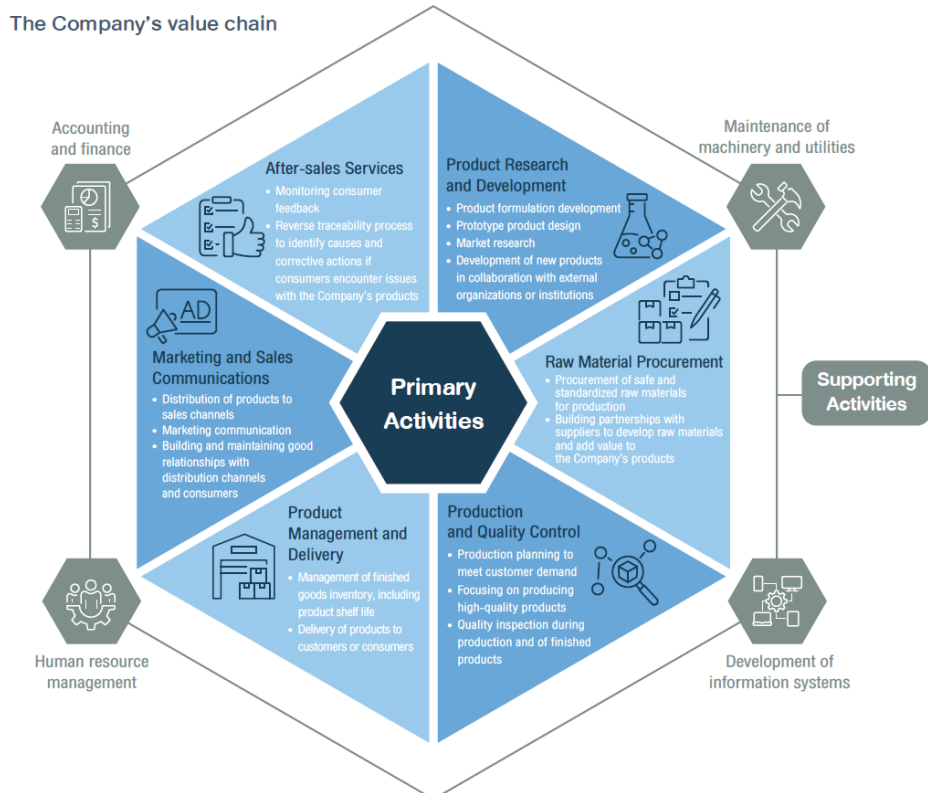 The Company's value chain
Accounting
and finance
Maintenance of
machinery and utilities
After-sales Services
• Monitoring consumer
feedback
• Reverse traceability process
to identify causes and
corrective actions if
consumers encounter issues
with the Company's products
Product Research
and Development
• Product formulation development
• Prototype product design
• Market research
• Development of new products
in collaboration with external
organizations or institutions
$
AD
Marketing and Sales
Communications
• Distribution of products to
sales channels
• Marketing communication
• Building and maintaining good
relationships with
distribution channels
and consumers
Primary
Activities
Raw Material Procurement
• Procurement of safe and
standardized raw materials
for production
• Building partnerships with
suppliers to develop raw materials
and add value to
the Company's products
Supporting
Activities
Product
Management and
Delivery
• Management of finished
goods inventory, including
product shelf life
• Delivery of products to
customers or consumers
Production
and Quality Control
• Production planning to
meet customer demand
• Focusing on producing
high-quality products
• Quality inspection during
production and of finished
products
Human resource
management
Development of
information systems